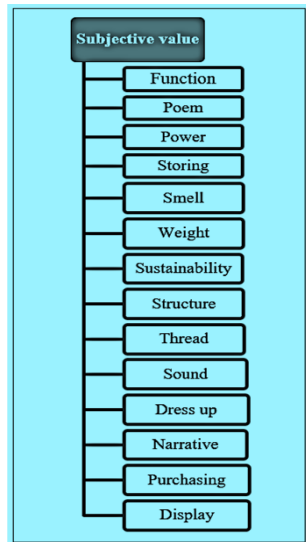 Subjective value
Function
Poem
Power
Storing
Smell
Weight
Sustainability
Structure
Thread
Sound
Dress up
Narrative
Purchasing
Display